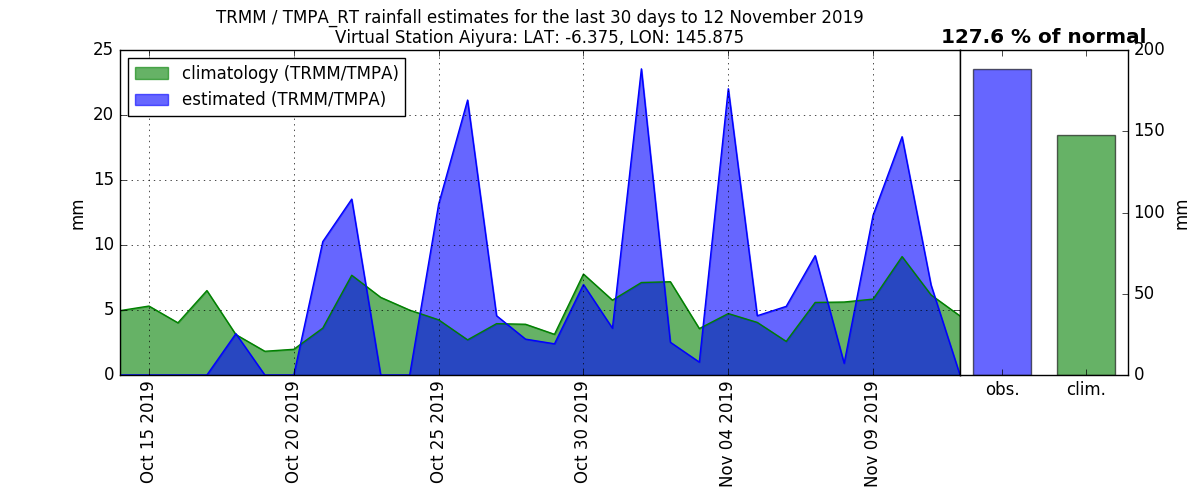 TRMM / TMPA_RT rainfall estimates for the last 30 days to 12 November 2019
Virtual Station Aiyura: LAT: -6.375, LON: 145.875
127.6 % of normal
climatology (TRMM/TMPA)
estimated (TRMM/TMPA)
mm
25
20
15
10
5
0
Oct 15 2019
Oct 20 2019
Oct 25 2019
Oct 30 2019
Nov 04 2019
Nov 09 2019
200
150
100
50
0
mm
obs.
clim.